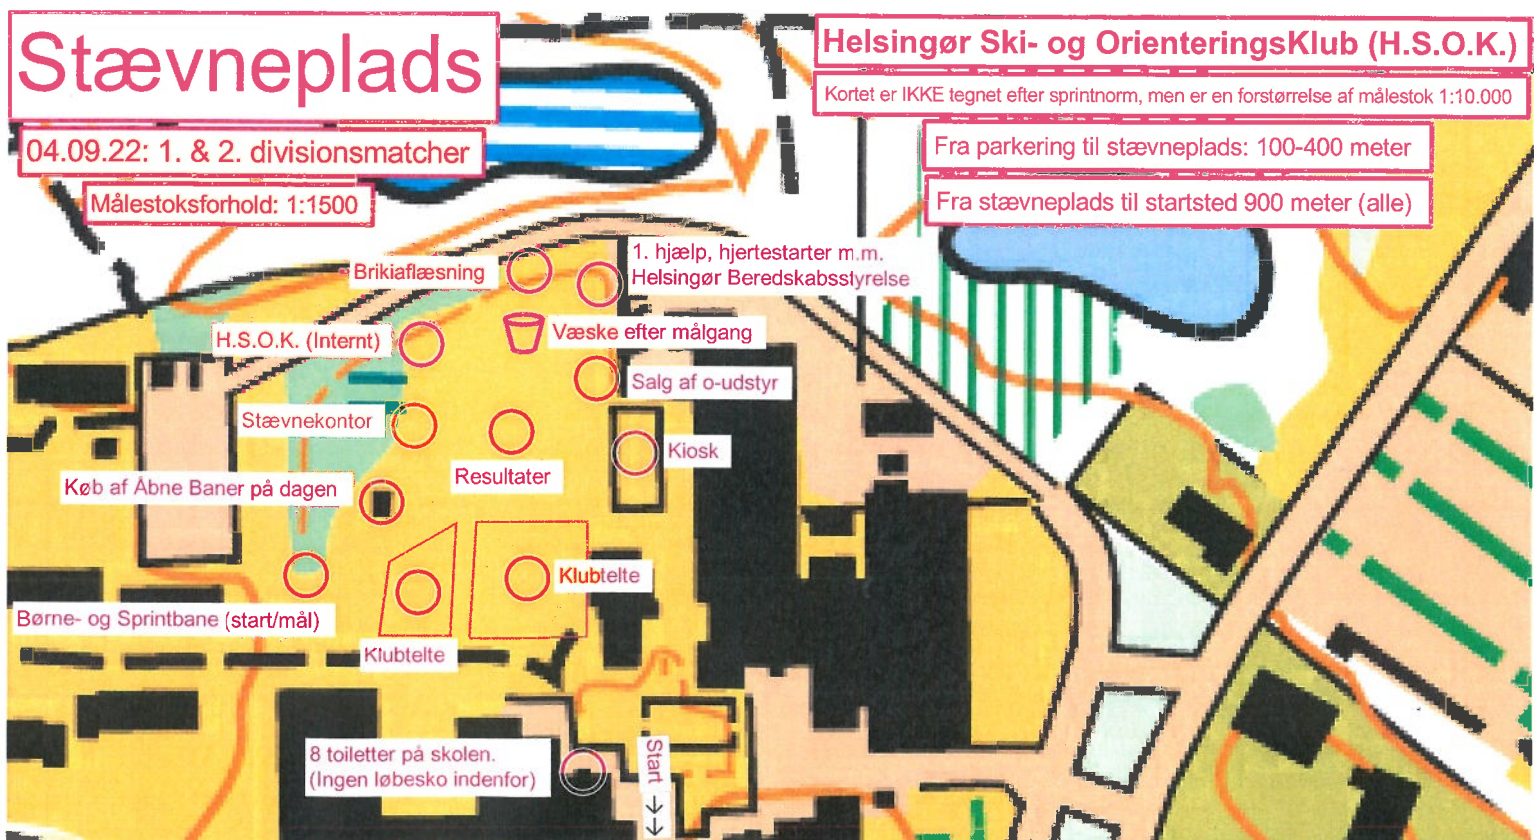 Stævneplads
04.09.22: 1. & 2. divisionsmatcher
Målestoksforhold: 1:1500
Helsingør Ski- og OrienteringsKlub (H.S.O.K.)
Kortet er IKKE tegnet efter sprintnorm, men er en forstørrelse af målestok 1:10.000
Fra parkering til stævneplads: 100-400 meter
Fra stævneplads til startsted 900 meter (alle)
Brikiaflæsning
1. hjælp, hjertestarter m.m.
Helsingør Beredskabsstyrelse
H.S.O.K. (Internt)
Væske efter målgang
Salg af o-udstyr
Stævnekontor
Resultater
Kiosk
Køb af Åbne Baner på dagen
Klubtelte
Børne- og Sprintbane (start/mål)
Klubtelte
8 toiletter på skolen.
(Ingen løbesko indenfor)
Start